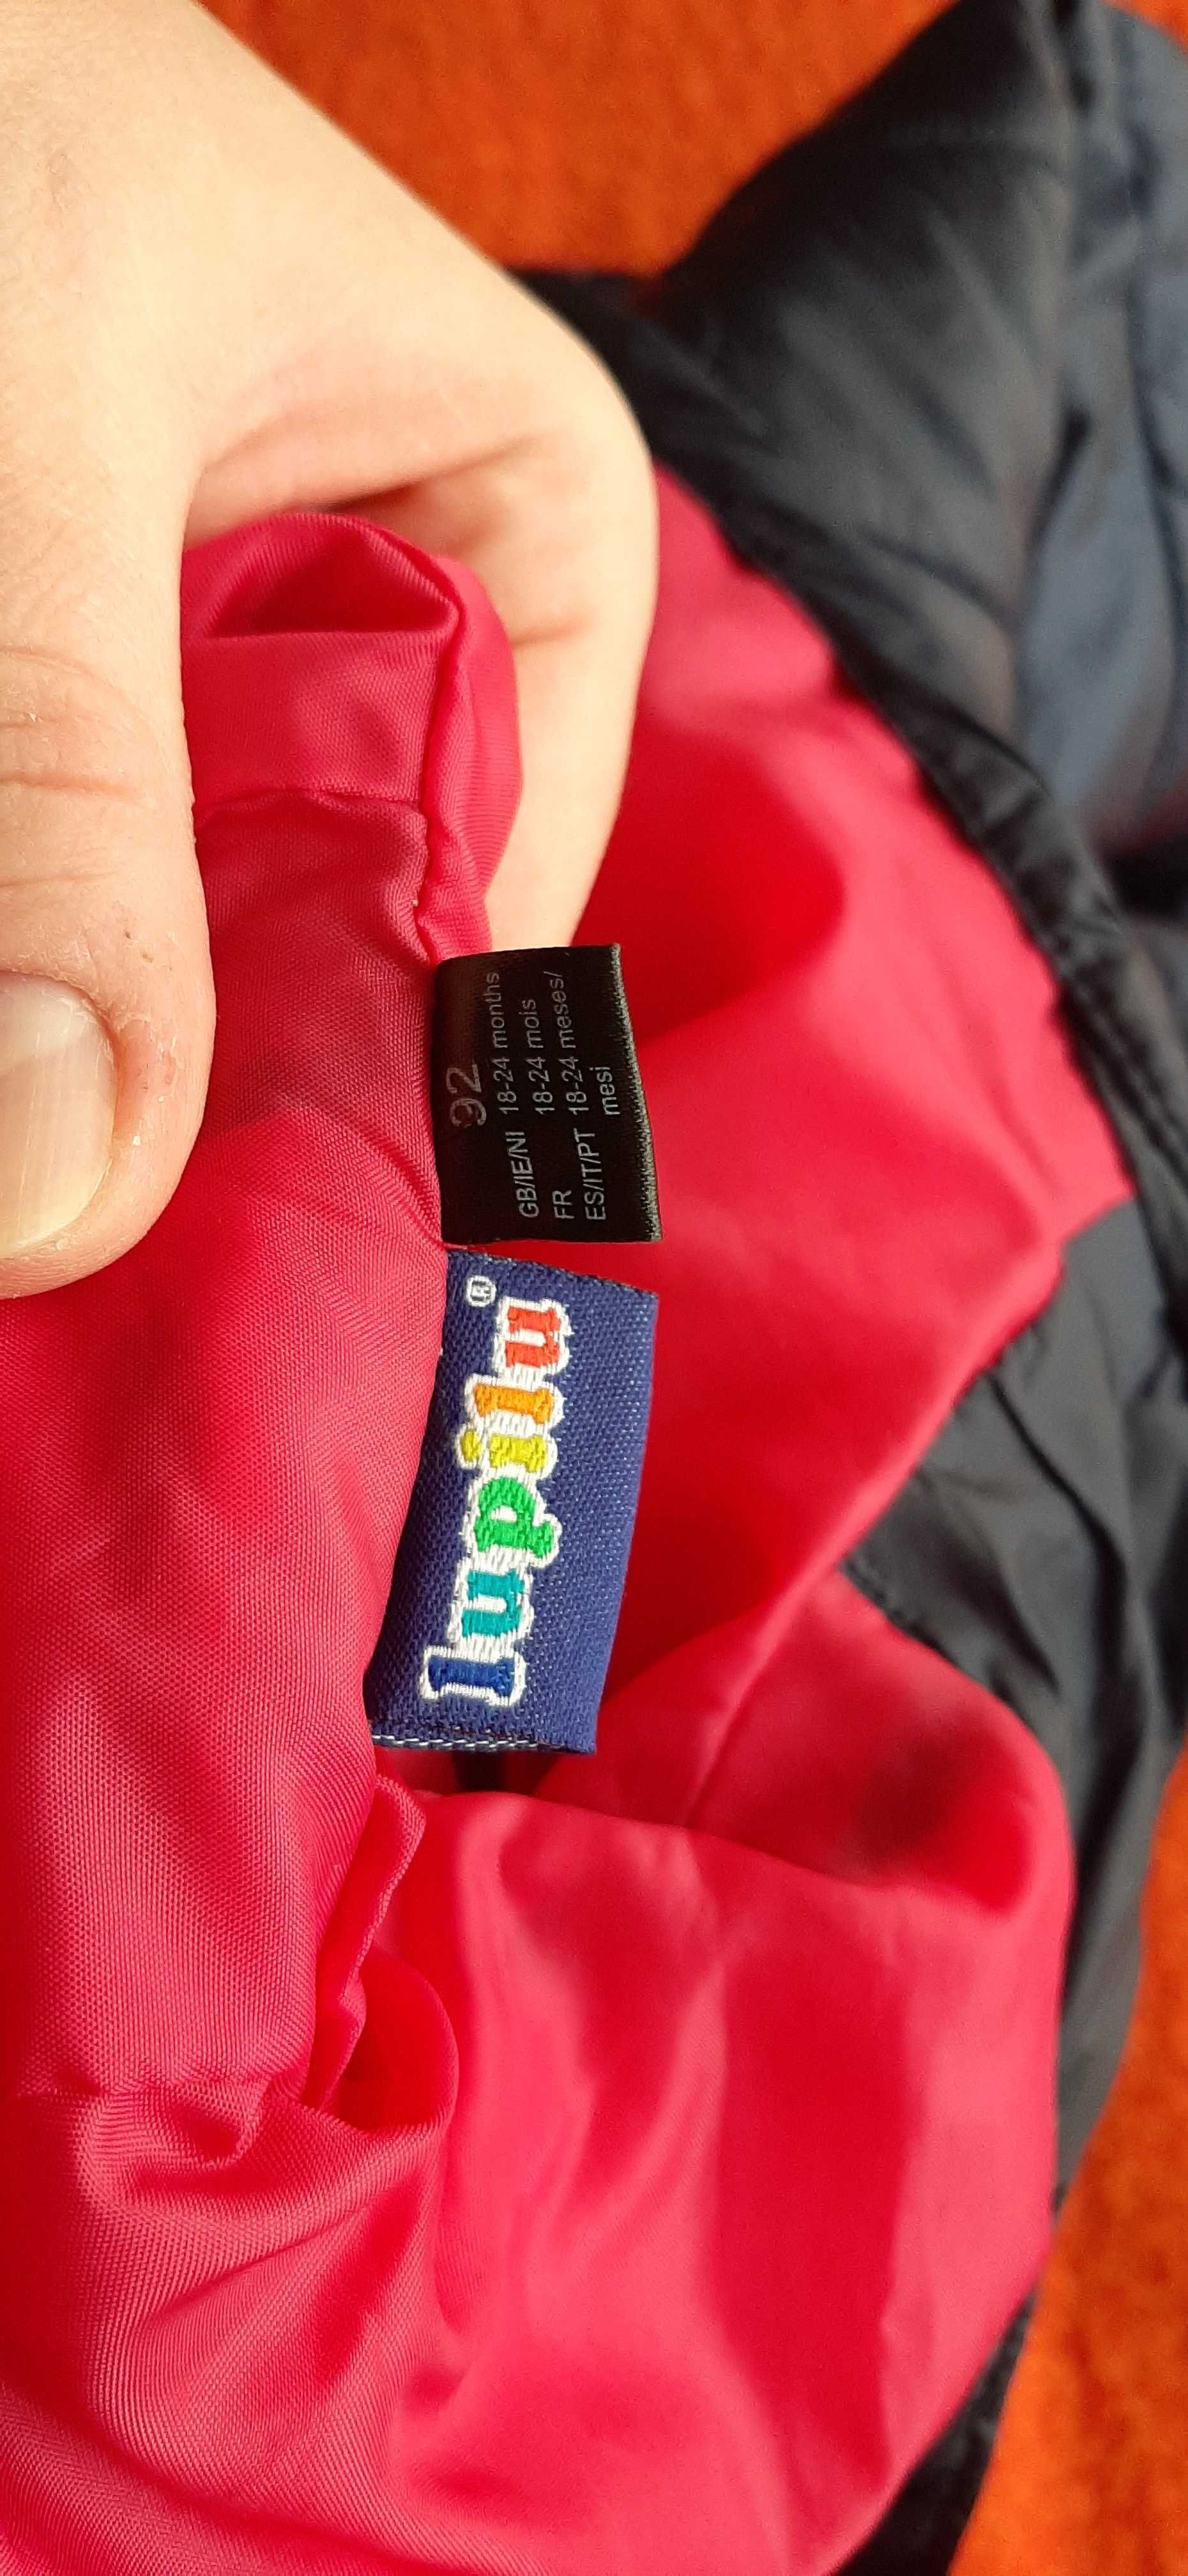 92
GB/IE/NI 18-24 months
FR 18-24 mois
ES/IT/PT 18-24 meses/
mesi
lupilu®